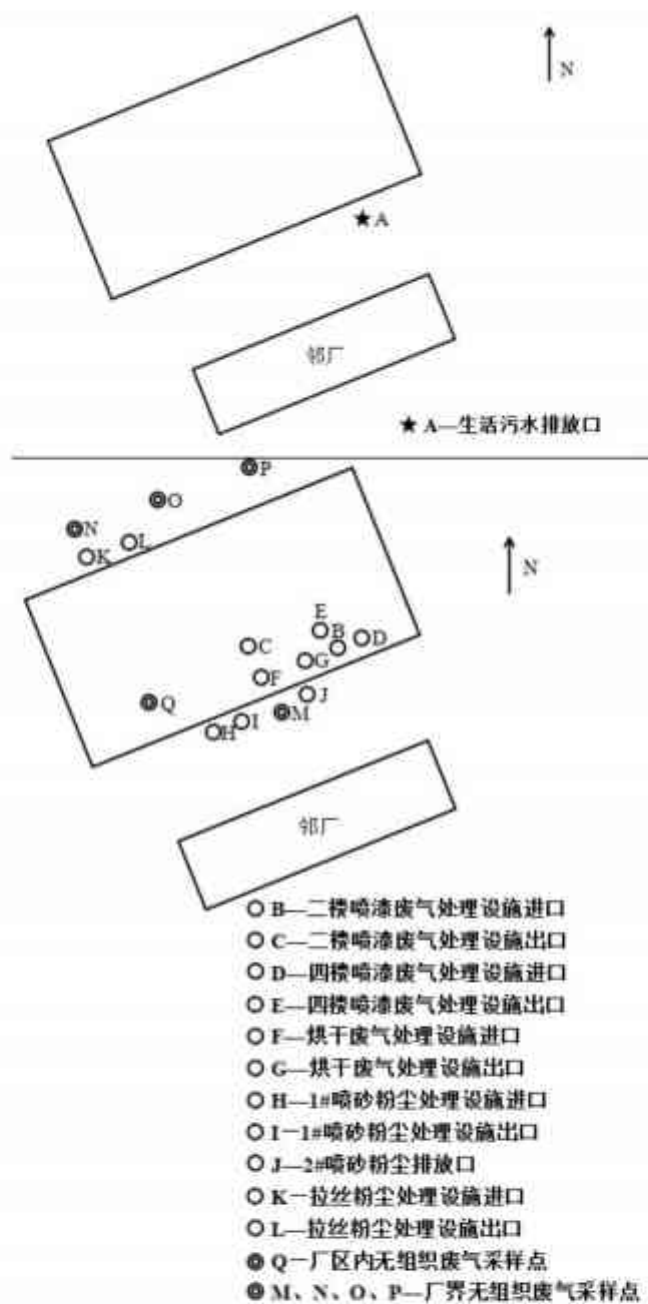 N
★A
邻厂
★ A—生活污水排放口
P
O
N
L
K
N
E
B
D
C
G
F
J
Q
M
I
H
邻厂
○ B—二楼喷漆废气处理设施进口
○ C—二楼喷漆废气处理设施出口
○ D—四楼喷漆废气处理设施进口
○ E—四楼喷漆废气处理设施出口
○ F—烘干废气处理设施进口
○ G—烘干废气处理设施出口
○ H—1#喷砂粉尘处理设施进口
○ I—1#喷砂粉尘处理设施出口
○ J—2#喷砂粉尘排放口
○ K—拉丝粉尘处理设施进口
○ L—拉丝粉尘处理设施出口
◎ Q—厂区内无组织废气采样点
◎ M、N、O、P—厂界无组织废气采样点